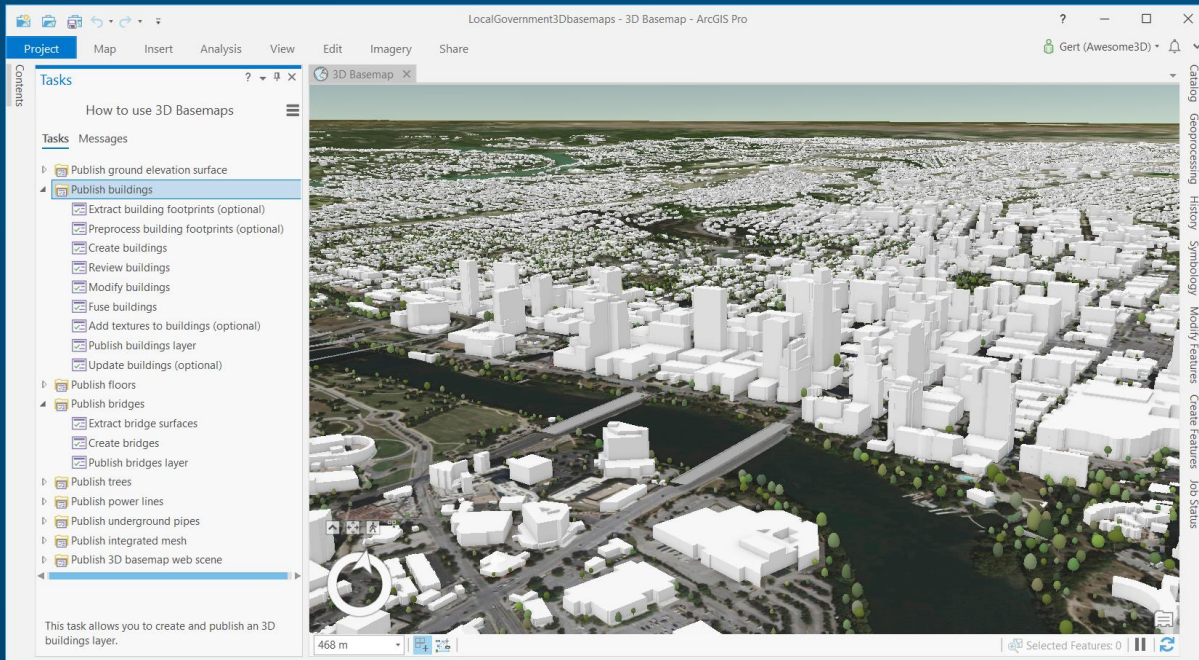 LocalGovernment3Dbasemaps - 3D Basemap - ArcGIS Pro
?
Project Map Insert Analysis View Edit Imagery Share
Gert (Awesome3D)
Contents
Tasks
?
How to use 3D Basemaps
Tasks Messages
Publish ground elevation surface
Publish buildings
Extract building footprints (optional)
Preprocess building footprints (optional)
Create buildings
Review buildings
Modify buildings
Fuse buildings
Add textures to buildings (optional)
Publish buildings layer
Update buildings (optional)
Publish floors
Publish bridges
Extract bridge surfaces
Create bridges
Publish bridges layer
Publish trees
Publish power lines
Publish underground pipes
Publish integrated mesh
Publish 3D basemap web scene
This task allows you to create and publish an 3D
buildings layer.
3D Basemap
468 m
Selected Features: 0
Catalog
Geoprocessing
History
Symbology
Modify Features
Create Features
Job Status